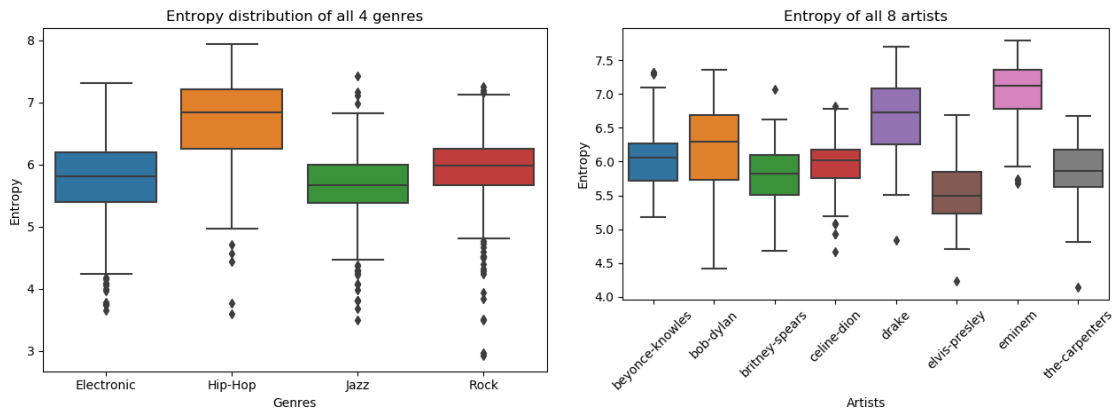 Entropy distribution of all 4 genres
8
7
6
5
4
3
Entropy
Electronic
Hip-Hop
Jazz
Rock
Genres
Entropy of all 8 artists
7.5
7.0
6.5
6.0
5.5
5.0
4.5
4.0
Entropy
beyonce-knowles
bob-dylan
britney-spears
celine-dion
drake
elvis-presley
eminem
the-carpenters
Artists